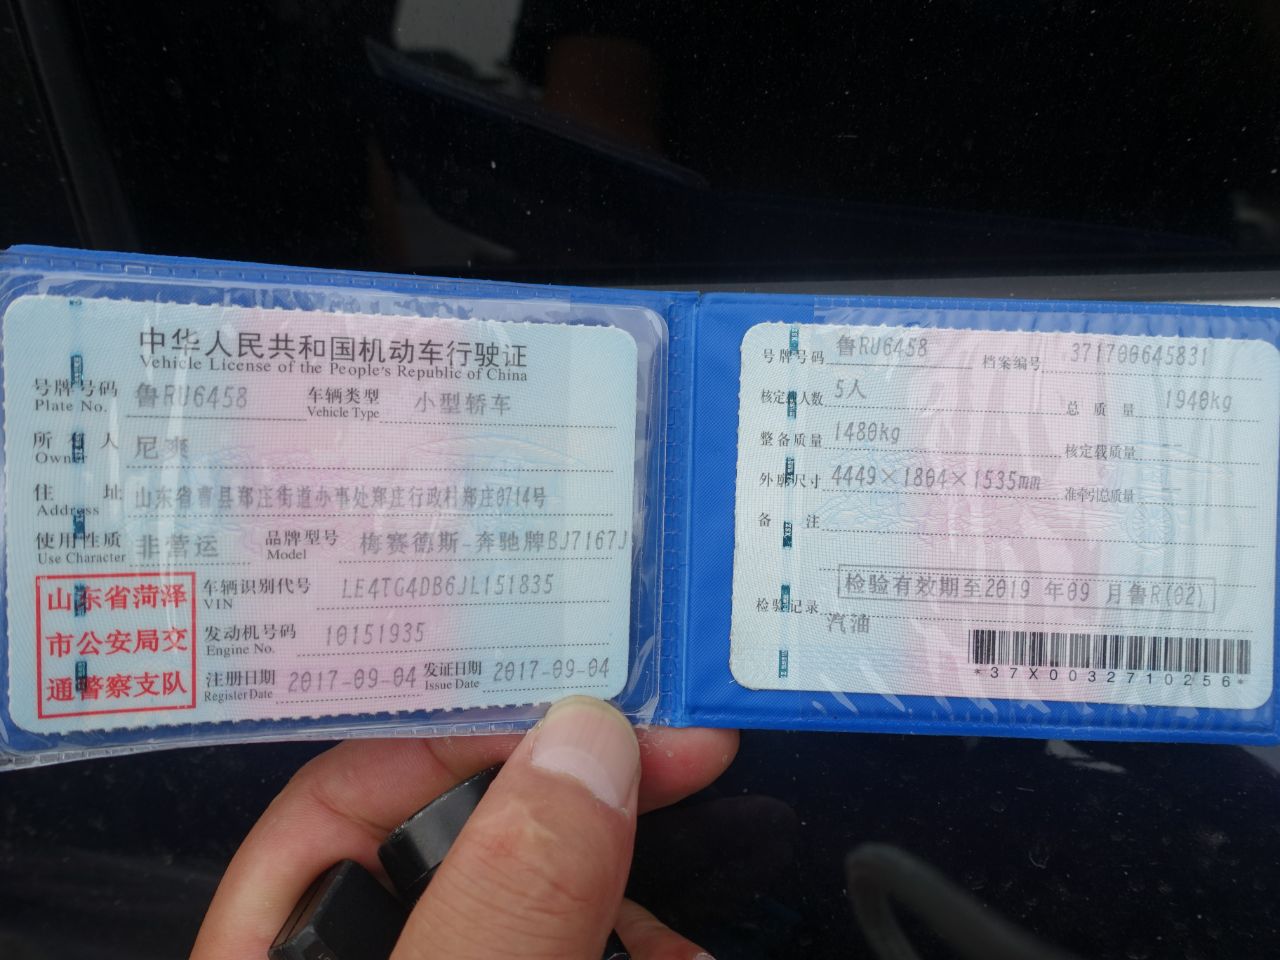 中华人民共和国机动车行驶证
Vehicle License of the People's Republic of China
号牌号码 鲁RU6458 车辆类型 小型轿车
Plate No. Vehicle Type
所有人 尼爽
Owner
住址 山东省曹县郑庄街道办事处郑庄行政村郑庄0714号
Address
使用性质 非营运 品牌型号 梅赛德斯-奔驰牌BJ7167J
Use Character Model
山东省菏泽
市公安局交
通警察支队
车辆识别代号 LE4TG4DB6JL151835
VIN
发动机号码 10151935
Engine No.
注册日期 2017-09-04 发证日期 2017-09-04
Register Date Issue Date
号牌号码 鲁RU6458 档案编号 371700645831
核定载人数 5人 总质量 1940kg
整备质量 1480kg 核定载质量 --
外廓尺寸 4449×1804×1535mm 准牵引总质量 --
备注
检验有效期至2019 年09 月鲁R(02)
检验记录
汽油
*37X0032710256*